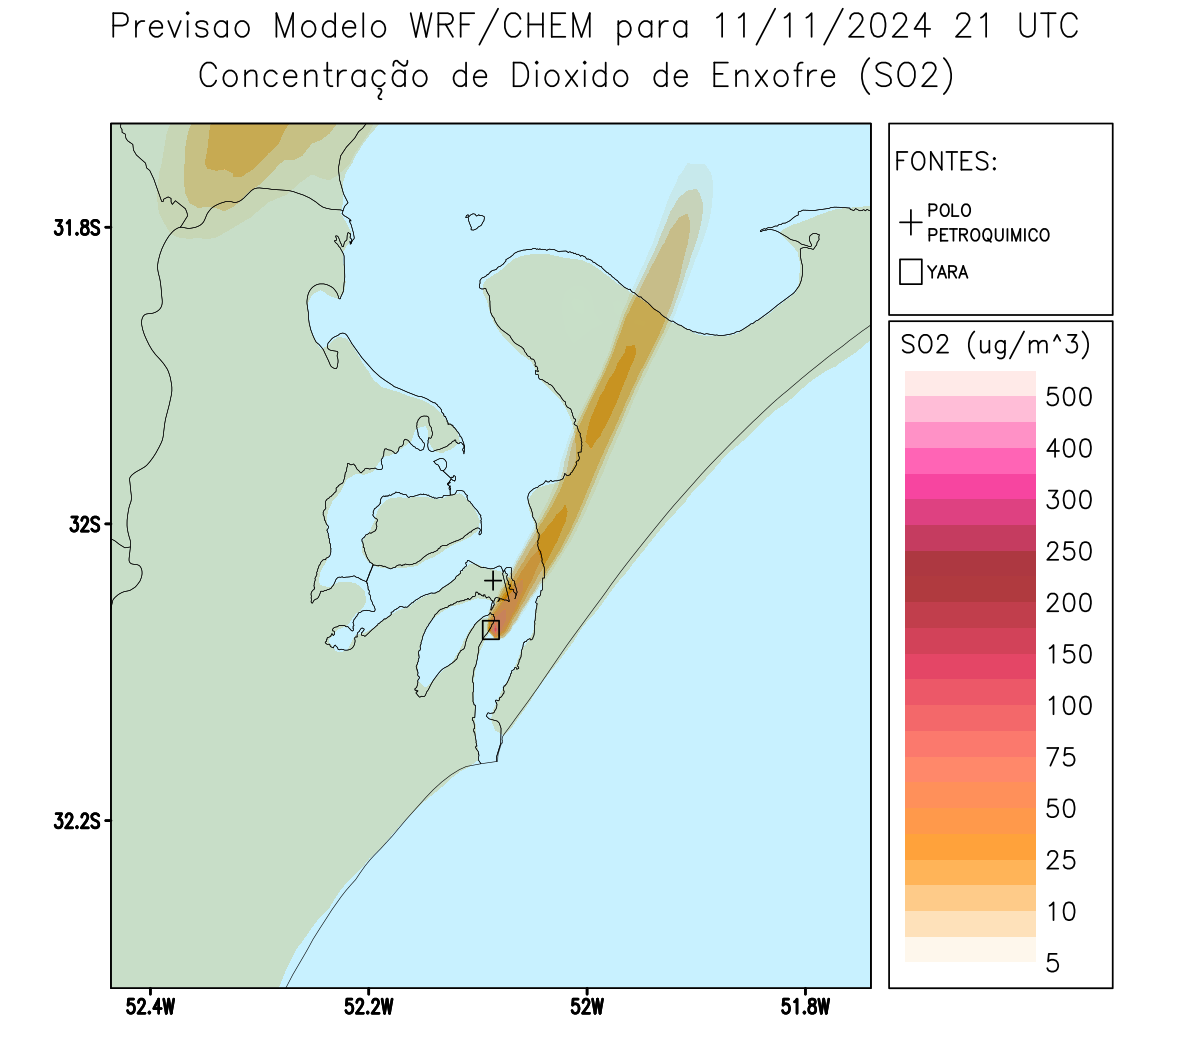 Previsao Modelo WRF/CHEM para 11/11/2024 21 UTC
Concentração de Dioxido de Enxofre (SO2)
FONTES:
POLO
PETROQUIMICO
YARA
SO2 (ug/m^3)
500
400
300
250
200
150
100
75
50
25
10
5
31.8S
32S
32.2S
52.4W
52.2W
52W
51.8W